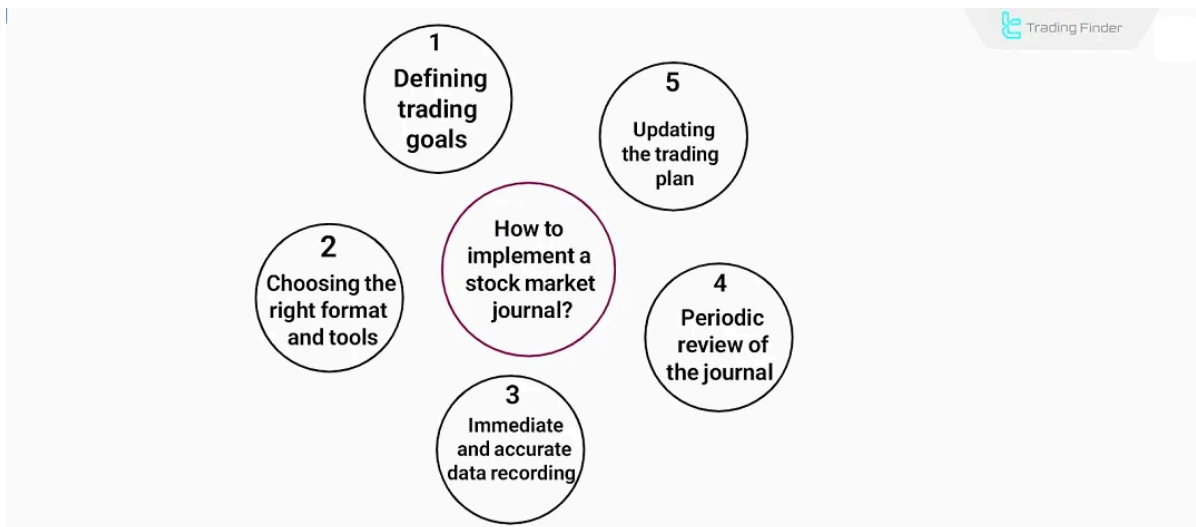 Trading Finder
1
Defining
trading
goals
5
Updating
the trading
plan
How to
implement a
stock market
journal?
2
Choosing the
right format
and tools
4
Periodic
review of
the journal
3
Immediate
and accurate
data recording